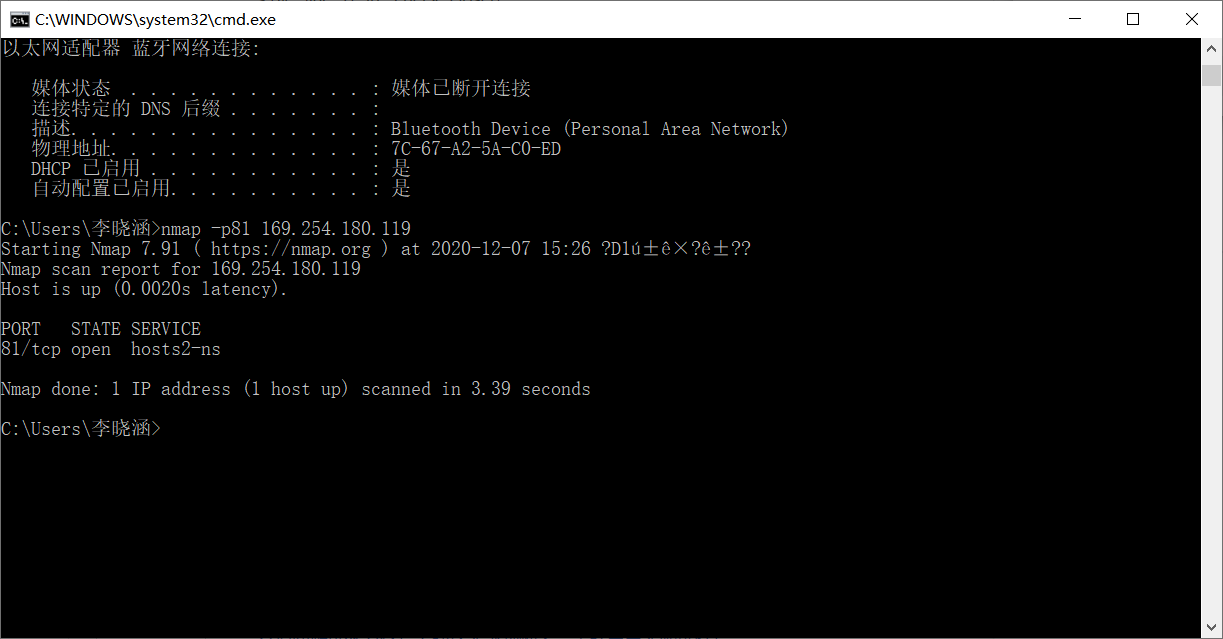 C:\WINDOWS\system32\cmd.exe
以太网适配器 蓝牙网络连接:
媒体状态 . . . . . . . . . . . . : 媒体已断开连接
连接特定的 DNS 后缀 . . . . . . . :
描述. . . . . . . . . . . . . . . : Bluetooth Device (Personal Area Network)
物理地址. . . . . . . . . . . . . : 7C-67-A2-5A-C0-ED
DHCP 已启用 . . . . . . . . . . . : 是
自动配置已启用. . . . . . . . . . : 是
C:\Users\李晓涵>nmap -p81 169.254.180.119
Starting Nmap 7.91 ( https://nmap.org ) at 2020-12-07 15:26 ?D1ú±ê×?ê±??
Nmap scan report for 169.254.180.119
Host is up (0.0020s latency).
PORT   STATE SERVICE
81/tcp open  hosts2-ns
Nmap done: 1 IP address (1 host up) scanned in 3.39 seconds
C:\Users\李晓涵>